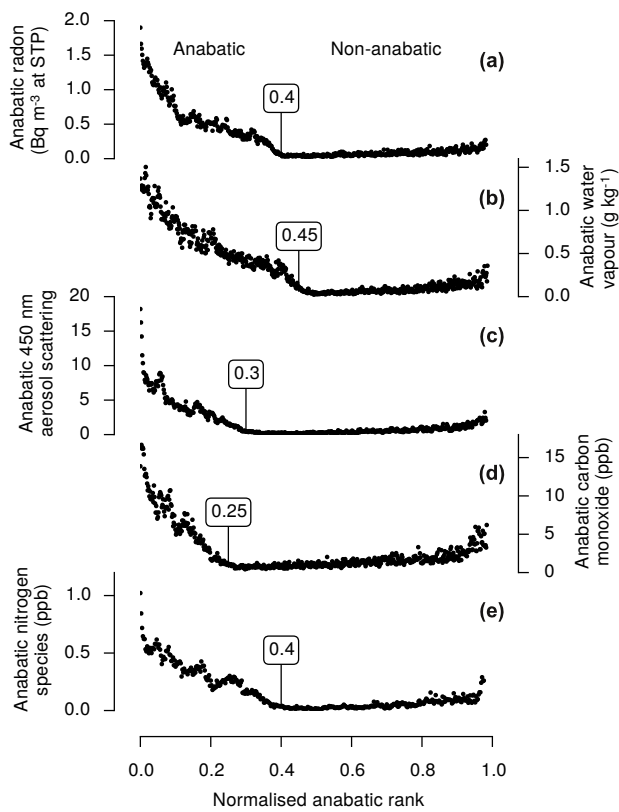 2.0
1.5
1.0
0.5
0.0
Anabatic radon
(Bq m-3 at STP)
Anabatic
Non-anabatic
(a)
0.4
1.5
1.0
0.5
0.0
Anabatic water
vapour (g kg-1)
(b)
0.45
20
15
10
5
0
Anabatic 450 nm
aerosol scattering
(c)
0.3
15
10
5
0
Anabatic carbon
monoxide (ppb)
(d)
0.25
1.0
0.5
0.0
Anabatic nitrogen
species (ppb)
(e)
0.4
0.0 0.2 0.4 0.6 0.8 1.0
Normalised anabatic rank